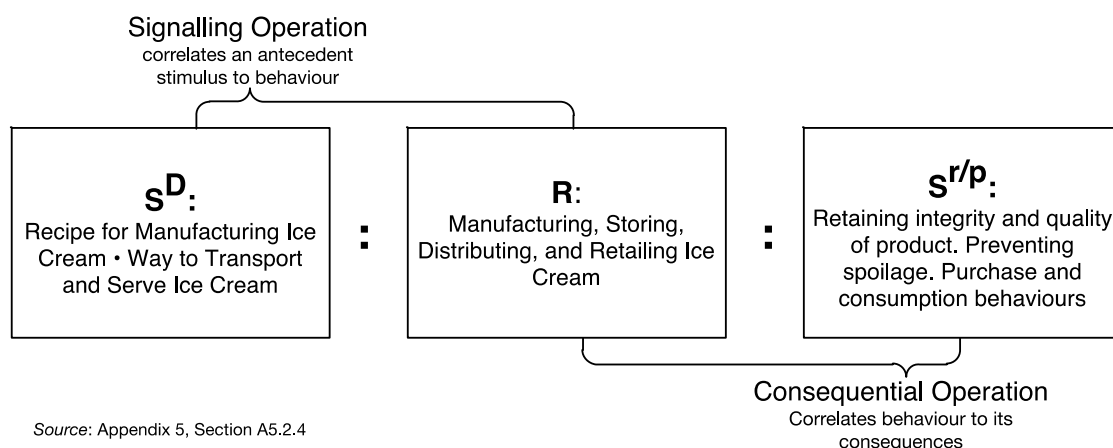 Signalling Operation
correlates an antecedent
stimulus to behaviour
S^D:
Recipe for Manufacturing Ice
Cream • Way to Transport
and Serve Ice Cream
:
R:
Manufacturing, Storing,
Distributing, and Retailing Ice
Cream
:
S^r/p:
Retaining integrity and quality
of product. Preventing
spoilage. Purchase and
consumption behaviours
Consequential Operation
Correlates behaviour to its
consequences
Source: Appendix 5, Section A5.2.4